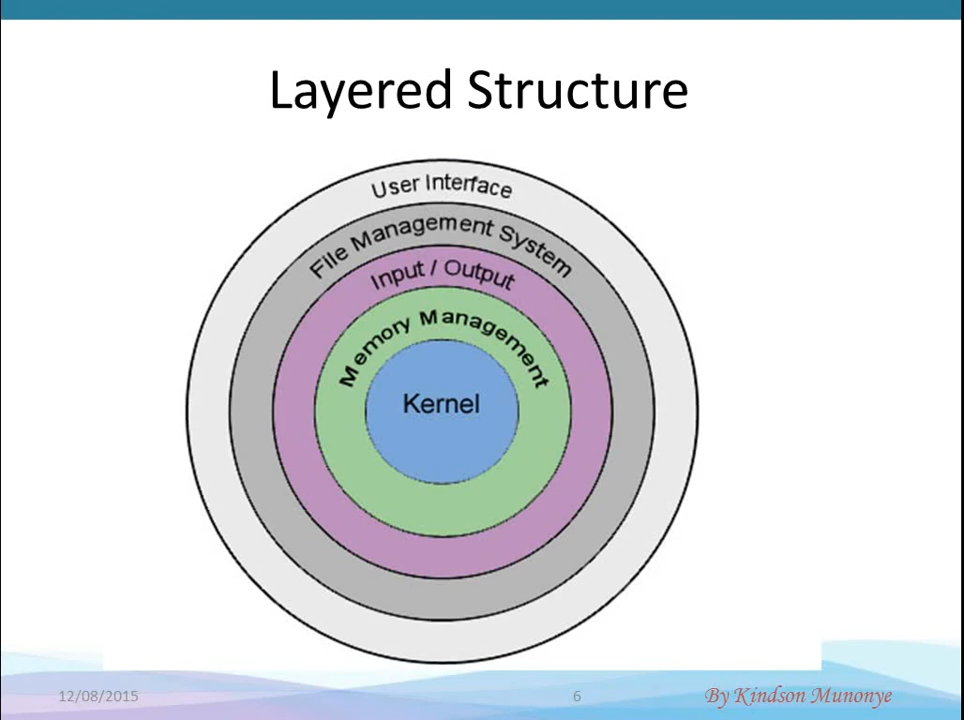 Layered Structure
User Interface
File Management System
Input / Output
Memory Management
Kernel
12/08/2015
6
By Kindson Munonye